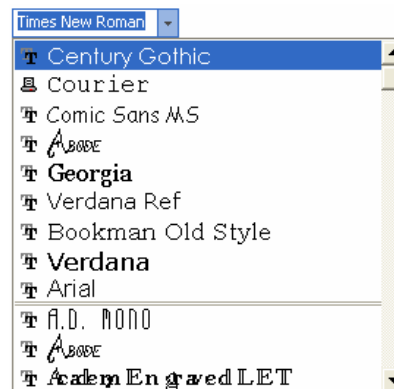 Times New Roman
Century Gothic
Courier
Comic Sans MS
Abode
Georgia
Verdana Ref
Bookman Old Style
Verdana
Arial
A.D. MONO
Abode
Academ Engraved LET